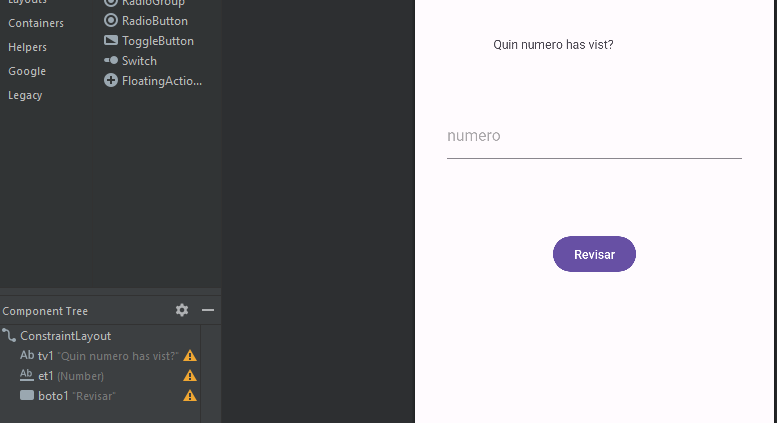 Layouts
Containers
Helpers
Google
Legacy
RadioGroup
RadioButton
ToggleButton
Switch
FloatingActio...
Quin numero has vist?
numero
Revisar
Component Tree
ConstraintLayout
Ab tv1 "Quin numero has vist?"
Ab et1 (Number)
boto1 "Revisar"